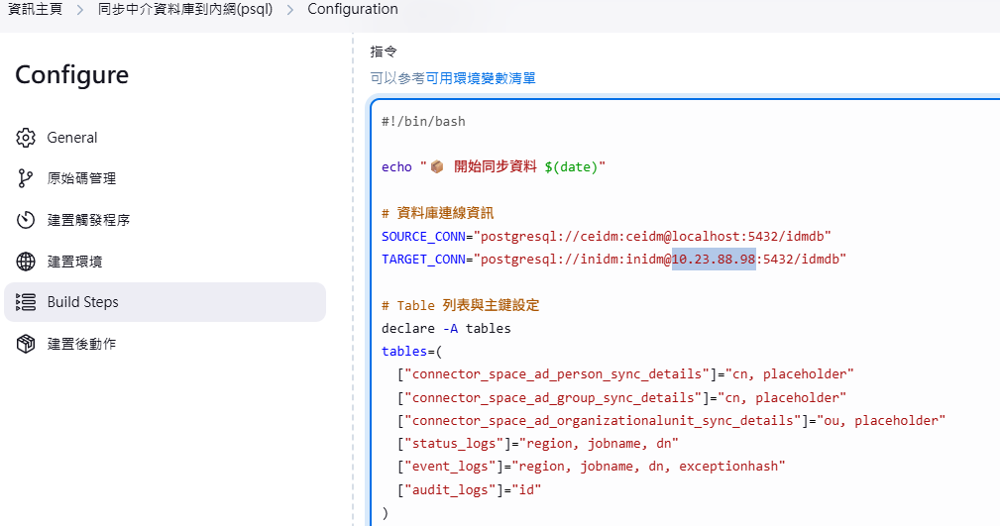 資訊主頁 > 同步中介資料庫到內網(psql) > Configuration
Configure
General
原始碼管理
建置觸發程序
建置環境
Build Steps
建置後動作
指令
可以參考可用環境變數清單
#!/bin/bash
echo "📦 開始同步資料 $(date)"
# 資料庫連線資訊
SOURCE_CONN="postgresql://ceidm:ceidm@localhost:5432/idmdb"
TARGET_CONN="postgresql://inidm:inidm@10.23.88.98:5432/idmdb"
# Table 列表與主鍵設定
declare -A tables
tables=(
["connector_space_ad_person_sync_details"]="cn, placeholder"
["connector_space_ad_group_sync_details"]="cn, placeholder"
["connector_space_ad_organizationalunit_sync_details"]="ou, placeholder"
["status_logs"]="region, jobname, dn"
["event_logs"]="region, jobname, dn, exceptionhash"
["audit_logs"]="id"
)